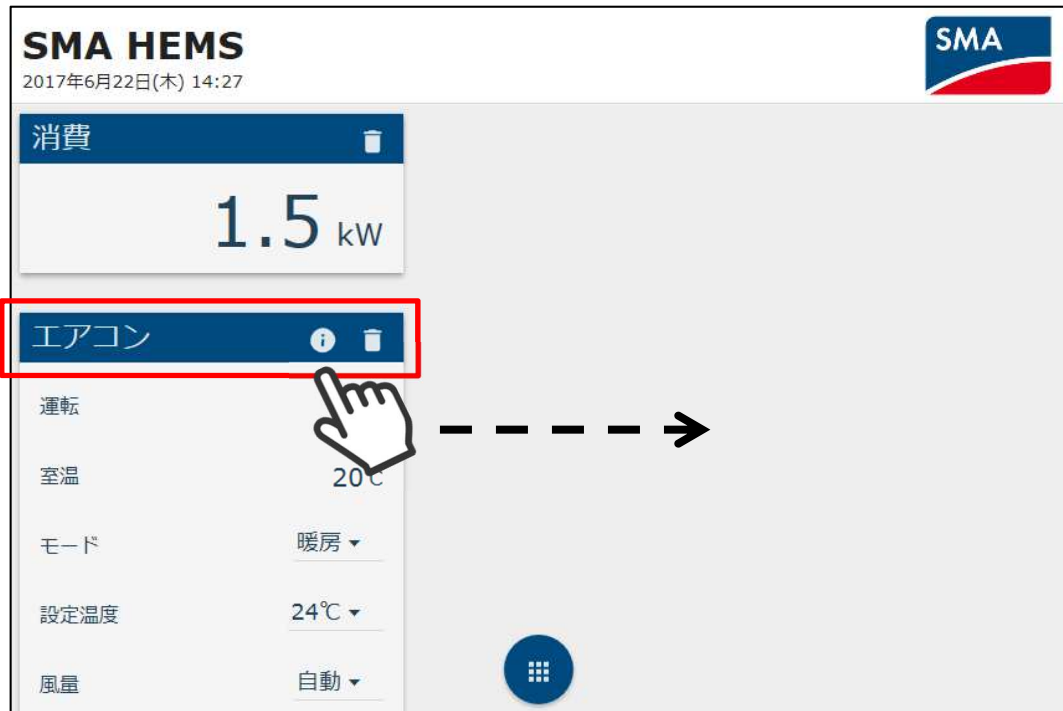 SMA HEMS
2017年6月22日(木) 14:27
SMA
消費
1.5 kW
エアコン
運転
室温 20℃
モード 暖房
設定温度 24℃
風量 自動